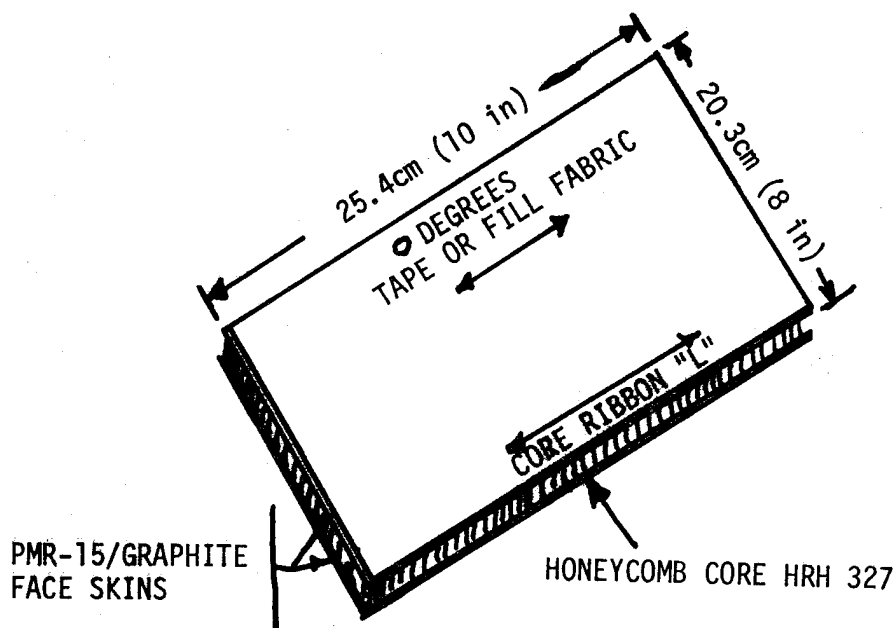 25.4cm (10 in)
20.3cm (8 in)
0 DEGREES
TAPE OR FILL FABRIC
CORE RIBBON "L"
PMR-15/GRAPHITE
FACE SKINS
HONEYCOMB CORE HRH 327